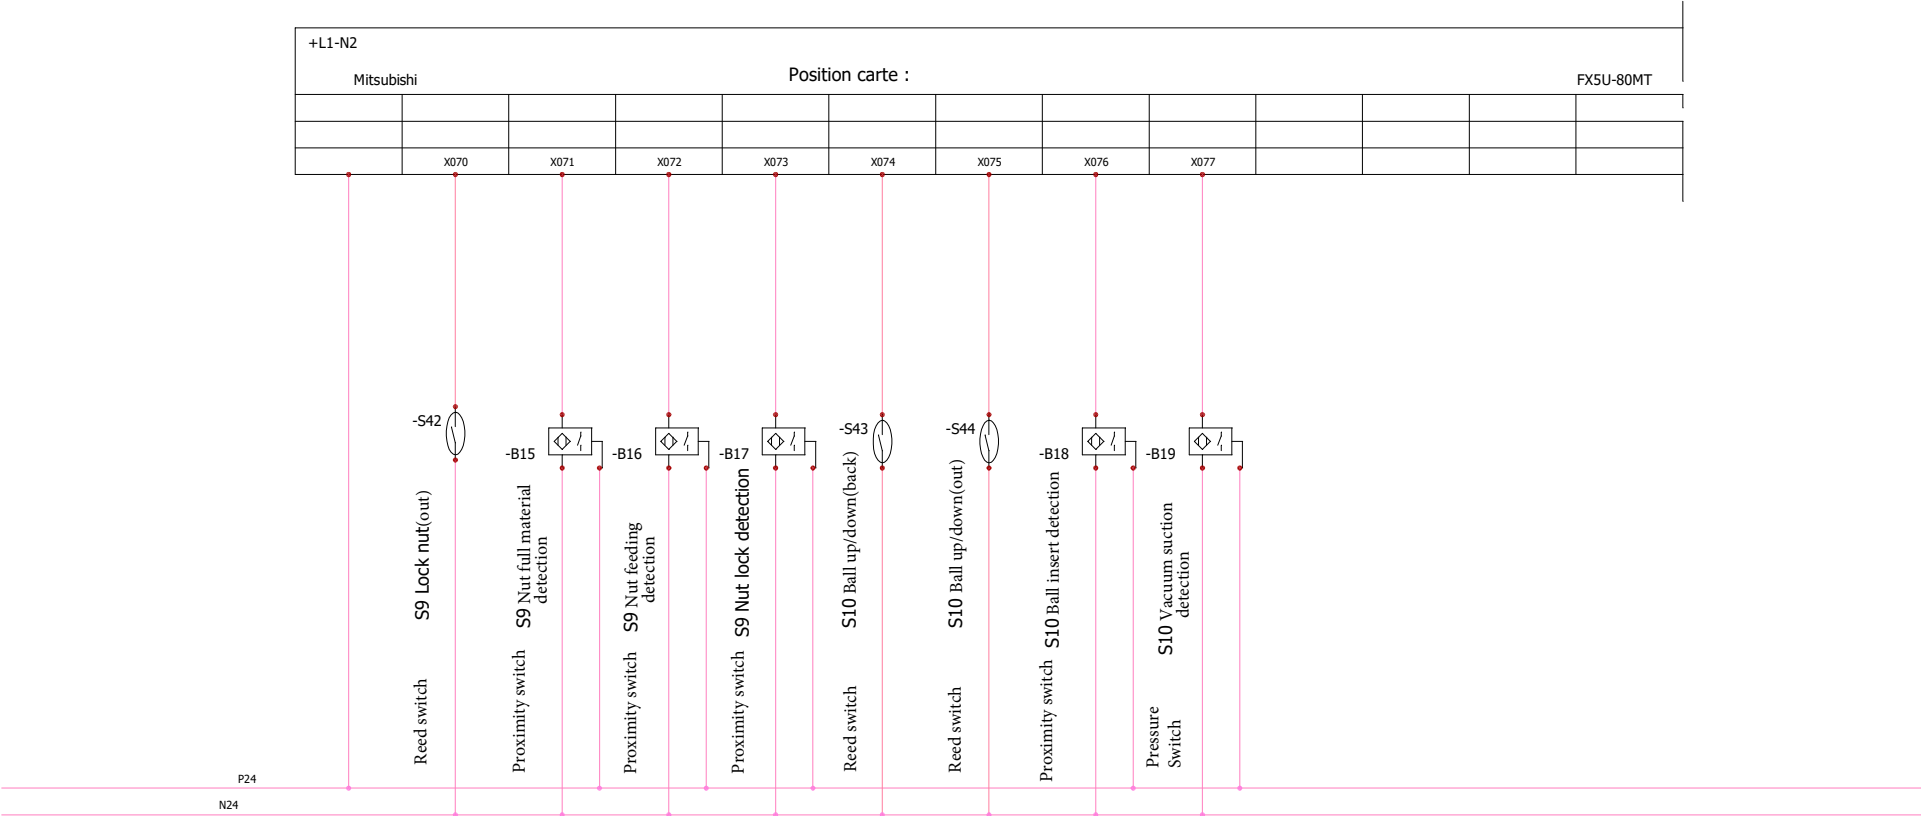 +L1-N2
Mitsubishi
Position carte :
FX5U-80MT
X070
X071
X072
X073
X074
X075
X076
X077
-S42
-B15
-B16
-B17
-S43
-S44
-B18
-B19
S9 Lock nut(out)
S9 Nut full material
detection
S9 Nut feeding
detection
S9 Nut lock detection
S10 Ball up/down(back)
S10 Ball up/down(out)
S10 Ball insert detection
S10 Vacuum suction
detection
Reed switch
Proximity switch
Proximity switch
Proximity switch
Reed switch
Reed switch
Proximity switch
Pressure
Switch
P24
N24